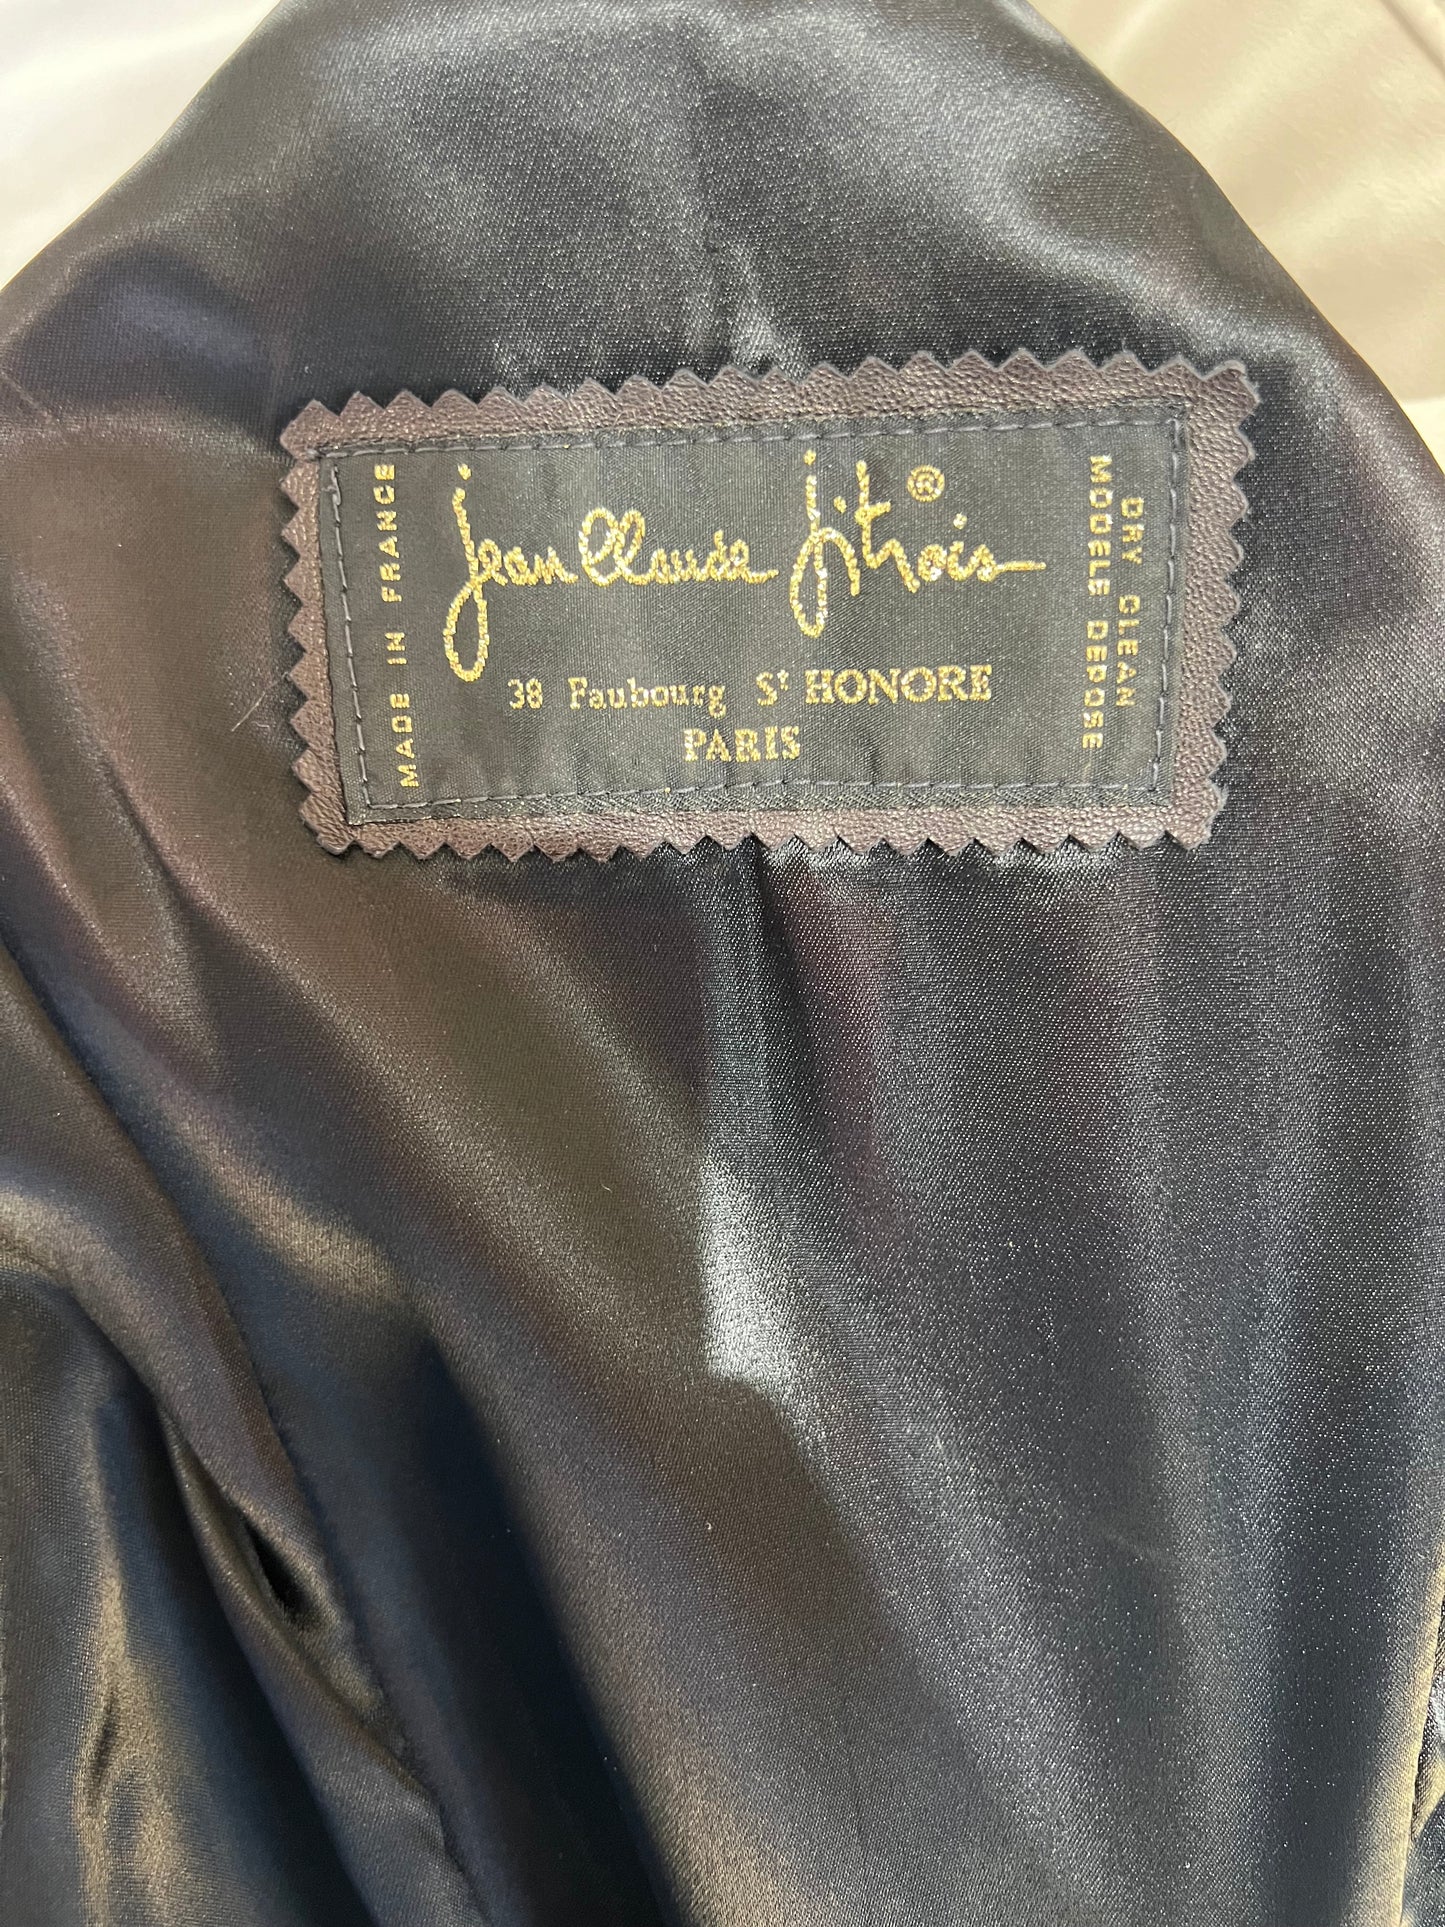 MADE IN FRANCE
jean Claude jitrois®
38 Faubourg St HONORE
PARIS
DRY CLEAN
MODELE DEPOSE